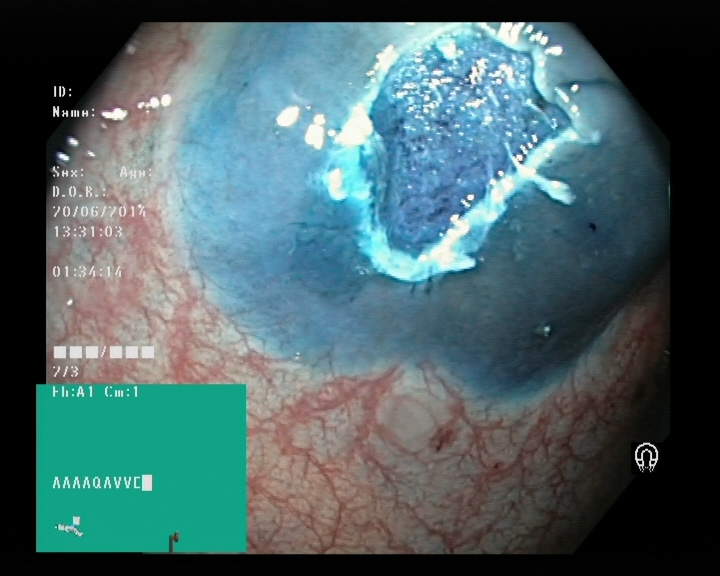 ID:
Name:
Sex: Age:
D.O.B.:
20/06/2014
13:31:03
01:34:14
■■■/■■■
2/3
Eh:A1 Cm:1
AAAAQAVVE